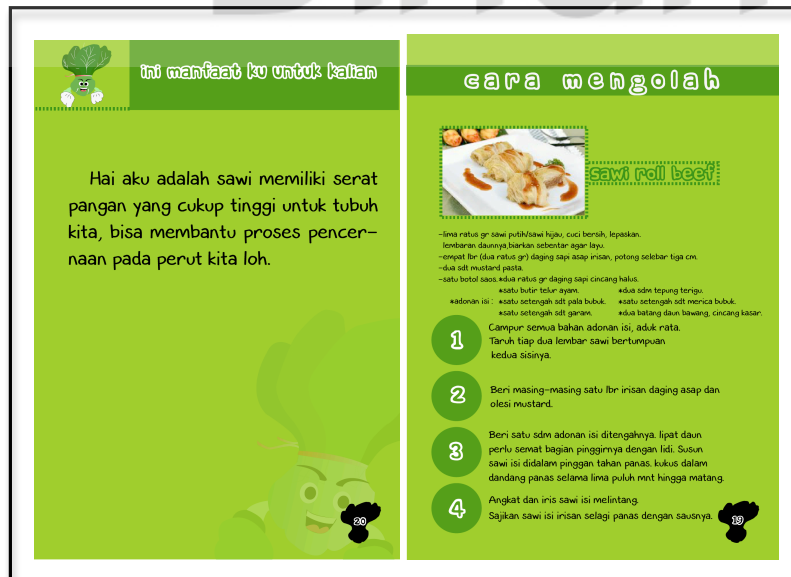 ini manfaat ku untuk kalian
Hai aku adalah sawi memiliki serat
pangan yang cukup tinggi untuk tubuh
kita, bisa membantu proses pencer-
naan pada perut kita loh.
20
cara mengolah
sawi roll beef
-lima ratus gr sawi putih/sawi hijau, cuci bersih, lepaskan.
lembaran daunnya,biarkan sebentar agar layu.
-empat lbr (dua ratus gr) daging sapi asap irisan, potong selebar tiga cm.
-dua sdt mustard pasta.
-satu botol saos.*dua ratus gr daging sapi cincang halus.
*satu butir telur ayam. *dua sdm tepung terigu.
*adonan isi : *satu setengah sdt pala bubuk. *satu setengah sdt merica bubuk.
*satu setengah sdt garam. *dua batang daun bawang, cincang kasar.
1
Campur semua bahan adonan isi, aduk rata.
Taruh tiap dua lembar sawi bertumpuan
kedua sisinya.
2
Beri masing-masing satu lbr irisan daging asap dan
olesi mustard.
3
Beri satu sdm adonan isi ditengahnya. lipat daun
perlu semat bagian pinggirnya dengan lidi. Susun
sawi isi didalam pinggan tahan panas. kukus dalam
dandang panas selama lima puluh mnt hingga matang.
4
Angkat dan iris sawi isi melintang.
Sajikan sawi isi irisan selagi panas dengan sausnya.
19